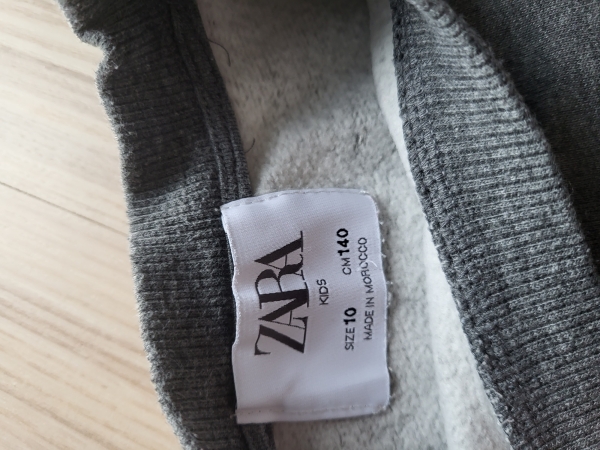 ZARA
KIDS
SIZE 10 CM 140
MADE IN MOROCCO